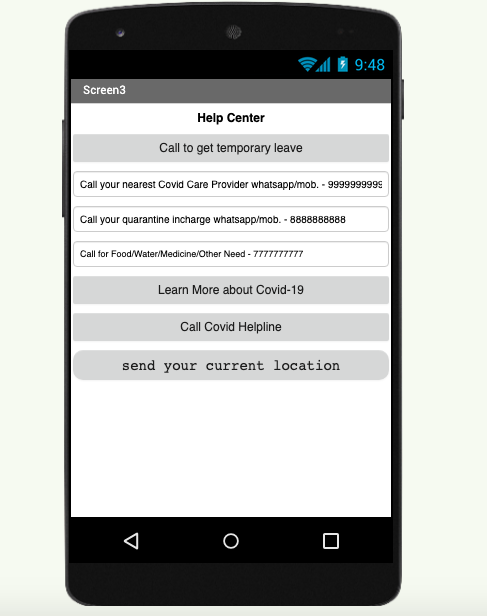 9:48
Screen3
Help Center
Call to get temporary leave
Call your nearest Covid Care Provider whatsapp/mob. - 9999999999
Call your quarantine incharge whatsapp/mob. - 8888888888
Call for Food/Water/Medicine/Other Need - 7777777777
Learn More about Covid-19
Call Covid Helpline
send your current location